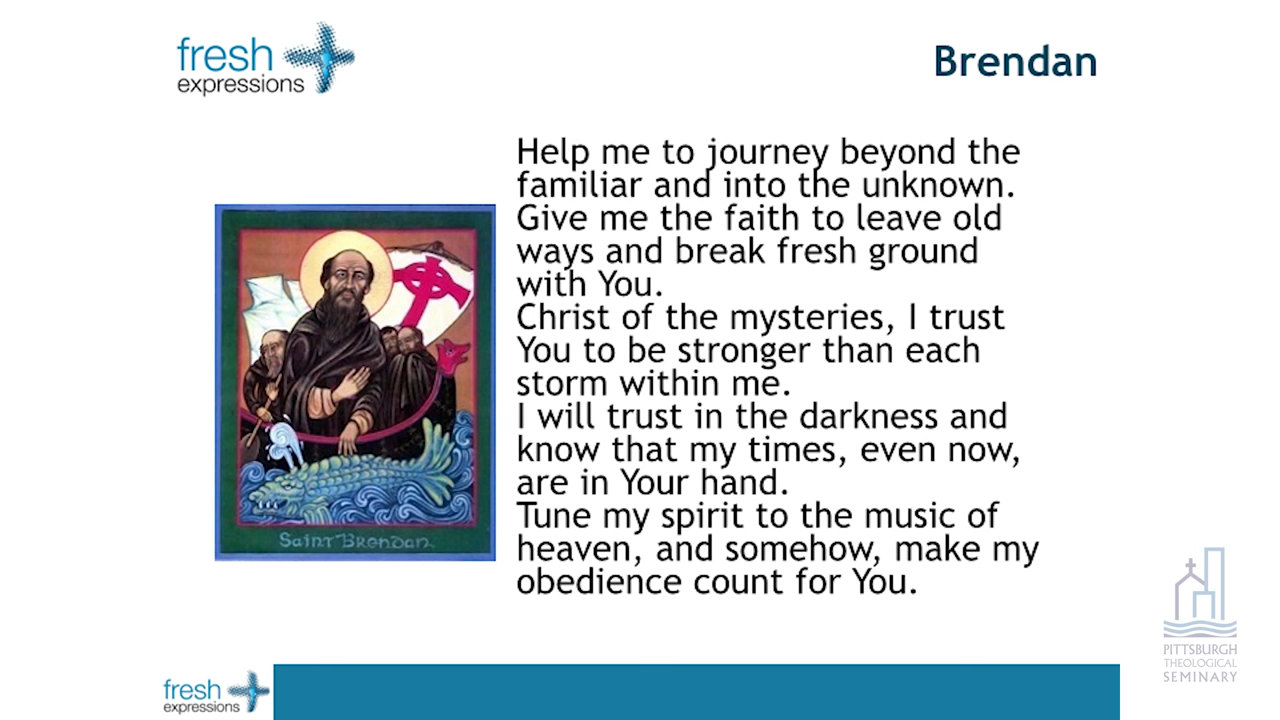 fresh
expressions
Brendan
Help me to journey beyond the
familiar and into the unknown.
Give me the faith to leave old
ways and break fresh ground
with You.
Christ of the mysteries, I trust
You to be stronger than each
storm within me.
I will trust in the darkness and
know that my times, even now,
are in Your hand.
Tune my spirit to the music of
heaven, and somehow, make my
obedience count for You.
Saint Brendan
PITTSBURGH
THEOLOGICAL
SEMINARY
fresh
expressions